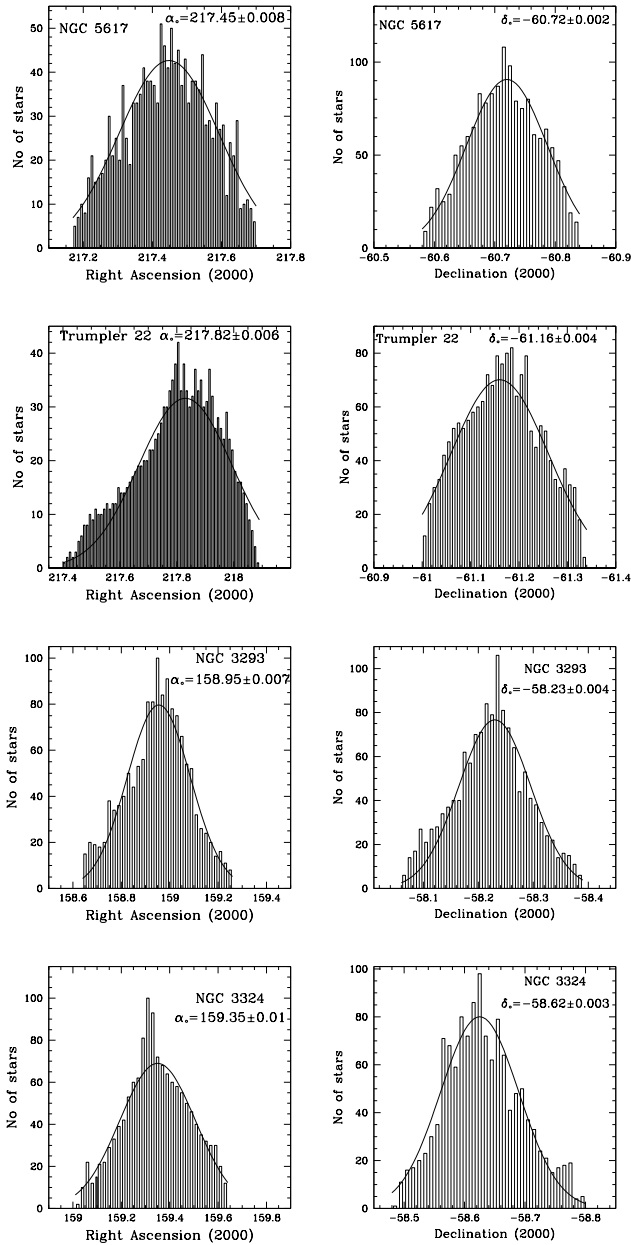 NGC 5617
α₀=217.45±0.008
50
40
30
20
10
0
No of stars
217.2 217.4 217.6 217.8
Right Ascension (2000)
NGC 5617
δ₀=−60.72±0.002
100
50
0
No of stars
−60.5 −60.6 −60.7 −60.8 −60.9
Declination (2000)
Trumpler 22 α₀=217.82±0.006
40
30
20
10
0
No of stars
217.4 217.6 217.8 218
Right Ascension (2000)
Trumpler 22 δ₀=−61.16±0.004
80
60
40
20
0
No of stars
−60.9 −61 −61.1 −61.2 −61.3 −61.4
Declination (2000)
NGC 3293
α₀=158.95±0.007
100
80
60
40
20
0
No of stars
158.6 158.8 159 159.2 159.4
Right Ascension (2000)
NGC 3293
δ₀=−58.23±0.004
100
80
60
40
20
0
No of stars
−58.1 −58.2 −58.3 −58.4
Declination (2000)
NGC 3324
α₀=159.35±0.01
100
80
60
40
20
0
No of stars
159 159.2 159.4 159.6 159.8
Right Ascension (2000)
NGC 3324
δ₀=−58.62±0.003
100
80
60
40
20
0
No of stars
−58.5 −58.6 −58.7 −58.8
Declination (2000)